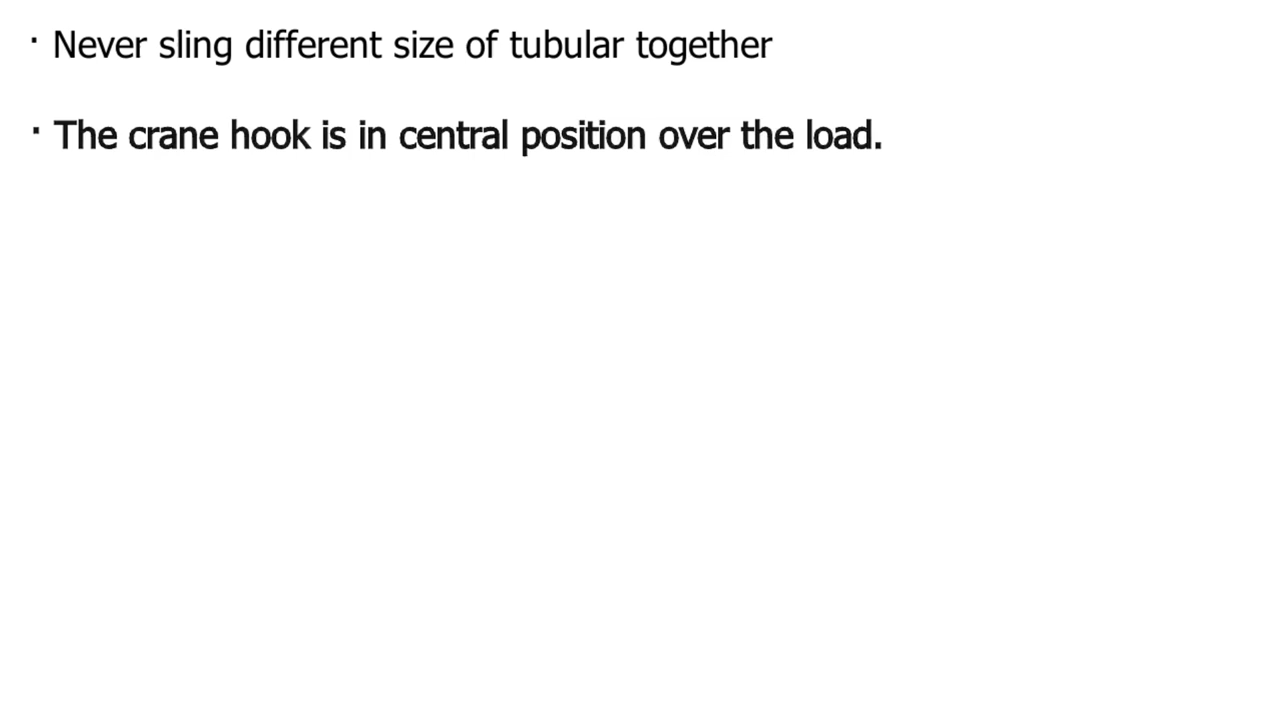 · Never sling different size of tubular together
· The crane hook is in central position over the load.